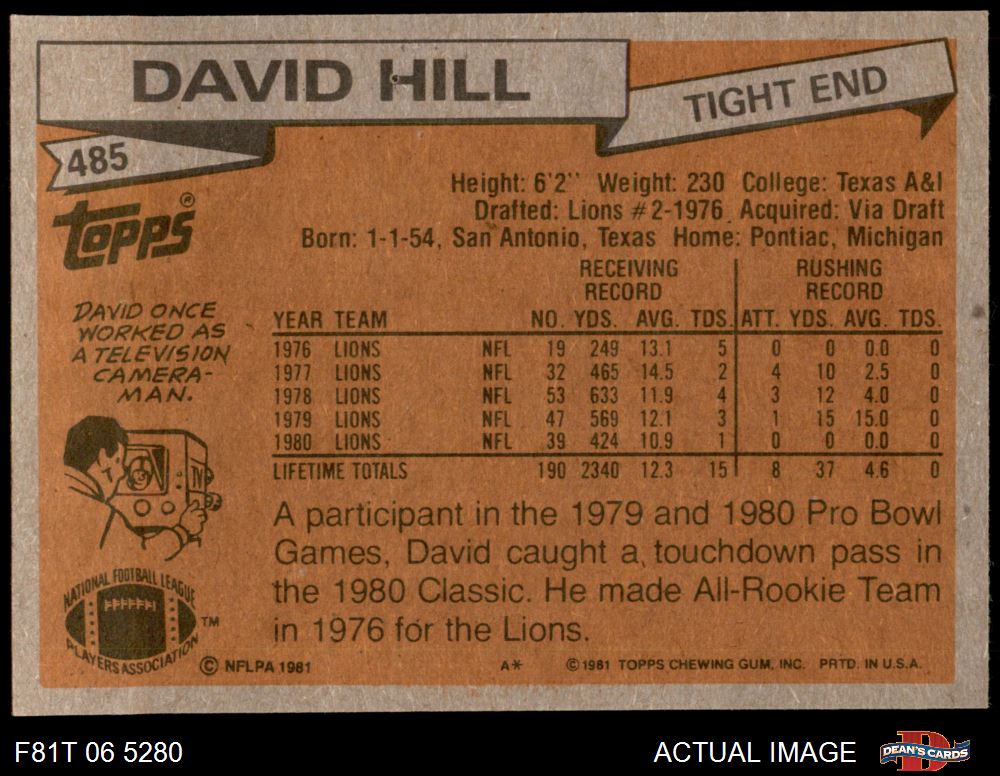 DAVID HILL
TIGHT END
485
TOPPS®
Height: 6'2" Weight: 230 College: Texas A&I
Drafted: Lions #2-1976 Acquired: Via Draft
Born: 1-1-54, San Antonio, Texas Home: Pontiac, Michigan
DAVID ONCE
WORKED AS
A TELEVISION
CAMERA-
MAN.
TV
RECEIVING RUSHING
RECORD RECORD
YEAR TEAM NO. YDS. AVG. TDS. ATT. YDS. AVG. TDS.
1976 LIONS NFL 19 249 13.1 5 0 0 0.0 0
1977 LIONS NFL 32 465 14.5 2 4 10 2.5 0
1978 LIONS NFL 53 633 11.9 4 3 12 4.0 0
1979 LIONS NFL 47 569 12.1 3 1 15 15.0 0
1980 LIONS NFL 39 424 10.9 1 0 0 0.0 0
LIFETIME TOTALS 190 2340 12.3 15 8 37 4.6 0
A participant in the 1979 and 1980 Pro Bowl
Games, David caught a touchdown pass in
the 1980 Classic. He made All-Rookie Team
in 1976 for the Lions.
NATIONAL FOOTBALL LEAGUE
PLAYERS ASSOCIATION
TM
© NFLPA 1981 A* © 1981 TOPPS CHEWING GUM, INC. PRTD. IN U.S.A.
F81T 06 5280 ACTUAL IMAGE
D
DEAN'S CARDS